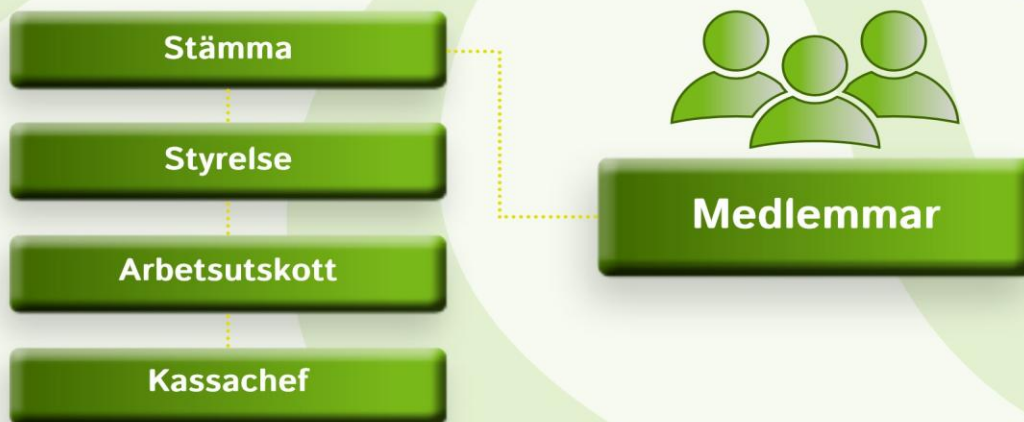 Stämma
Styrelse
Arbetsutskott
Kassachef
Medlemmar